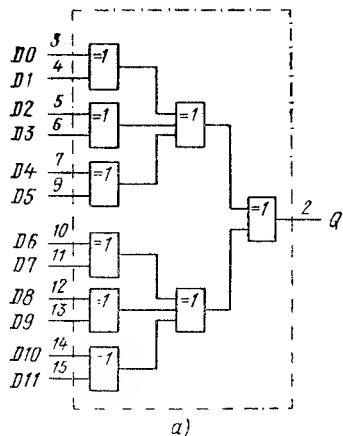 D0 3 =1
D1 4
D2 5 =1
D3 6
=1
D4 7 =1
D5 9
=1 2 Q
D6 10 =1
D7 11
D8 12 =1
D9 13
=1
D10 14 =1
D11 15
а)